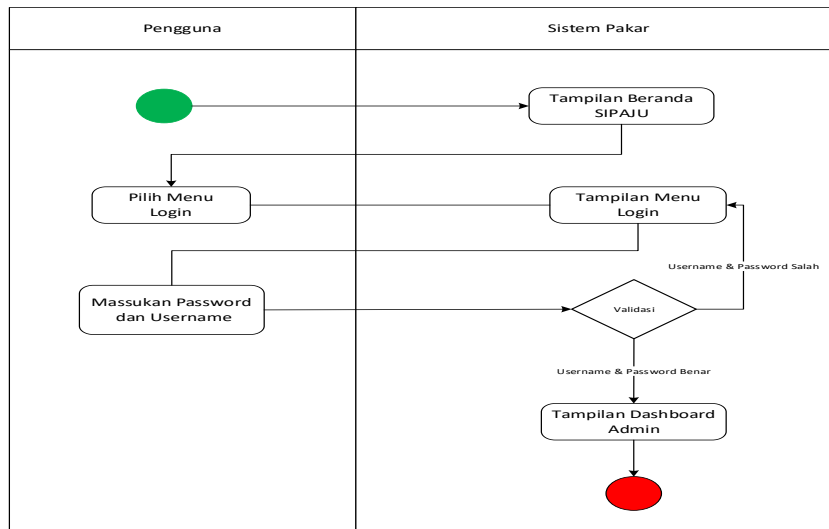 Pengguna
Sistem Pakar
Tampilan Beranda
SIPAJU
Pilih Menu
Login
Tampilan Menu
Login
Username & Password Salah
Massukan Password
dan Username
Validasi
Username & Password Benar
Tampilan Dashboard
Admin